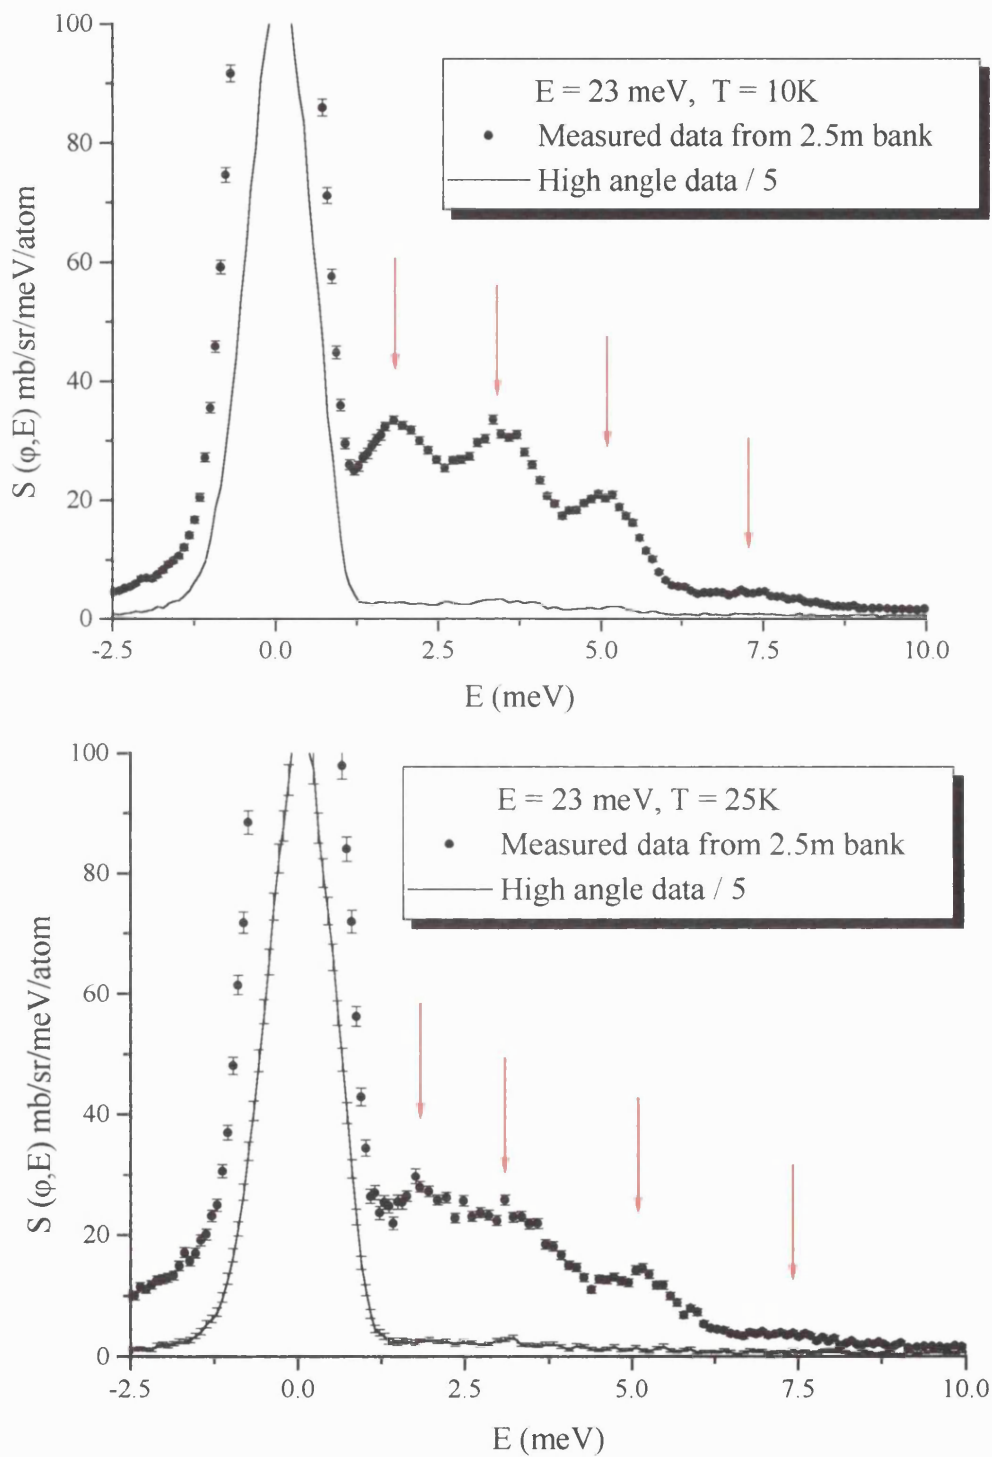 100
80
60
40
20
0
S (φ,E) mb/sr/meV/atom
E = 23 meV, T = 10K
Measured data from 2.5m bank
High angle data / 5
-2.5
0.0
2.5
5.0
7.5
10.0
E (meV)
100
80
60
40
20
0
S (φ,E) mb/sr/meV/atom
E = 23 meV, T = 25K
Measured data from 2.5m bank
High angle data / 5
-2.5
0.0
2.5
5.0
7.5
10.0
E (meV)